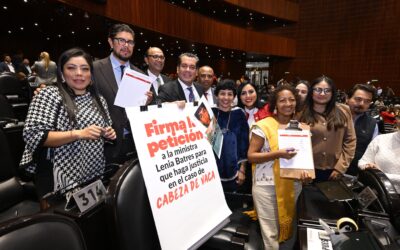 Firma la
petición
a la ministra
Lenia Batres para
que haga justicia
en el caso de
CABEZA DE VACA
314